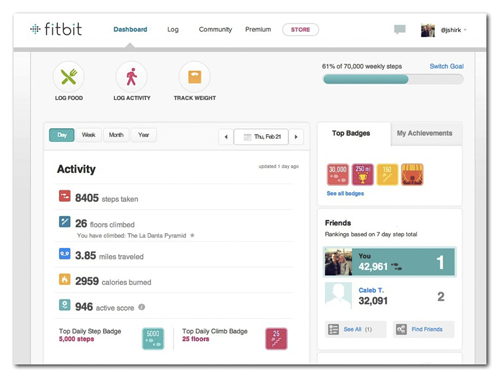 fitbit
Dashboard Log Community Premium STORE
@jshirk
LOG FOOD
LOG ACTIVITY
TRACK WEIGHT
61% of 70,000 weekly steps Switch Goal
Day Week Month Year
Thu, Feb 21
Activity
updated 1 day ago
8405 steps taken
26 floors climbed
You have climbed: The La Danta Pyramid
9.9
3.85 miles traveled
2959 calories burned
946 active score
Top Daily Step Badge
5,000 steps
5000
Top Daily Climb Badge
25 floors
25
Top Badges My Achievements
30,000
250 mi
See all badges
Friends
Rankings based on 7 day step total
You
42,961
1
Caleb T.
32,091
2
See All (1)
Find Friends